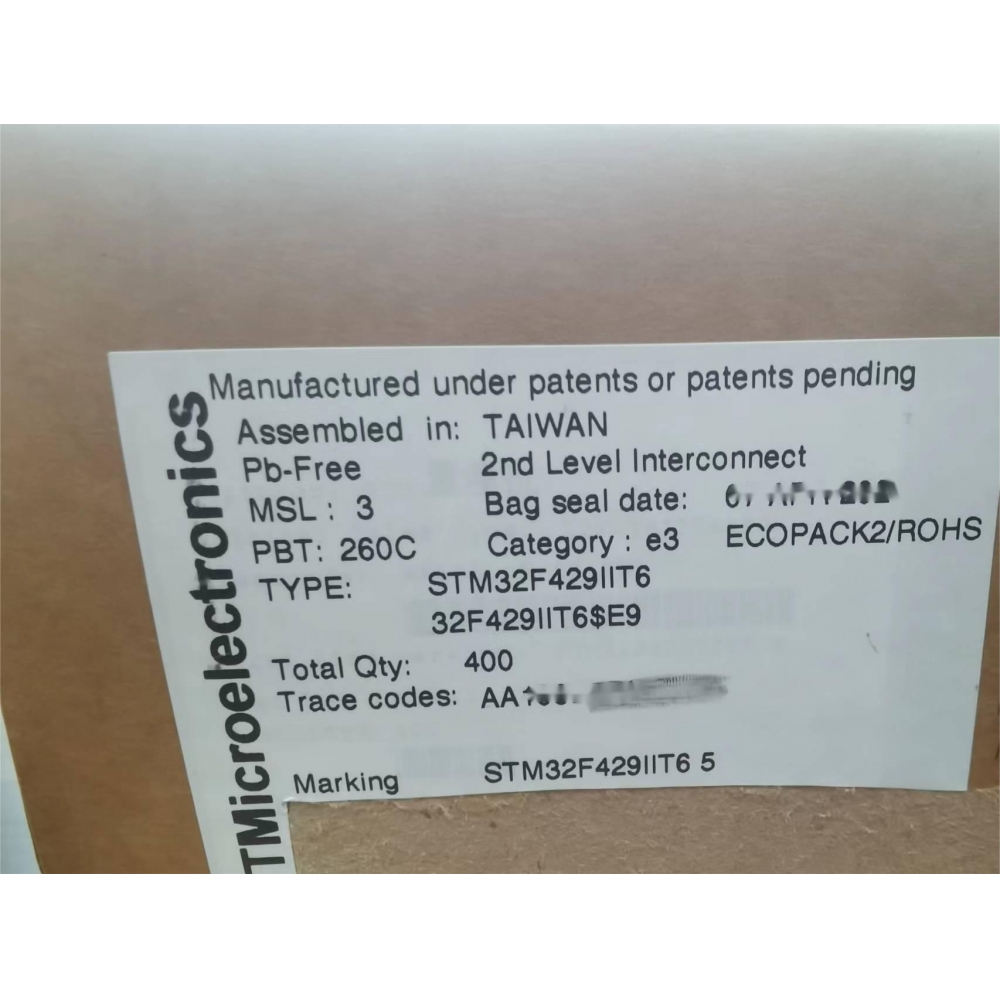 TMicroelectronics
Manufactured under patents or patents pending
Assembled in: TAIWAN
Pb-Free 2nd Level Interconnect
MSL : 3 Bag seal date:
PBT: 260C Category : e3 ECOPACK2/ROHS
TYPE: STM32F429IIT6
32F429IIT6$E9
Total Qty: 400
Trace codes:
Marking STM32F429IIT6 5